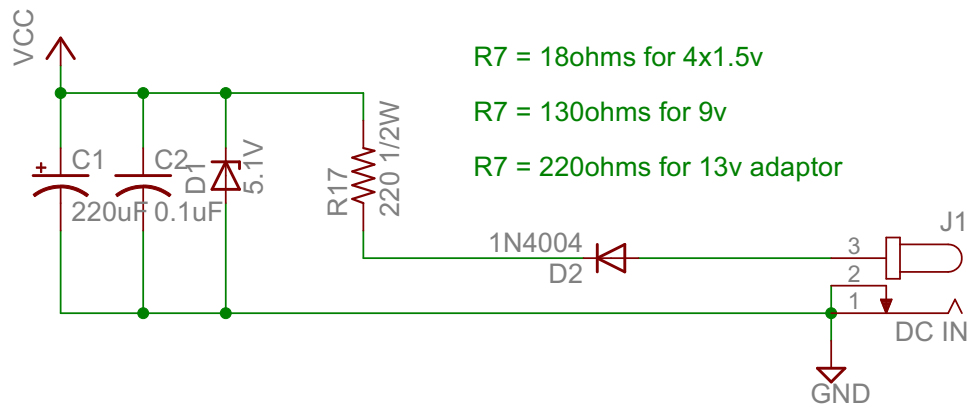 VCC
R7 = 18ohms for 4x1.5v
R7 = 130ohms for 9v
R7 = 220ohms for 13v adaptor
+
C1
220uF
C2
0.1uF
D1
5.1V
R17
220 1/2W
1N4004
D2
J1
3
2
1
DC IN
GND